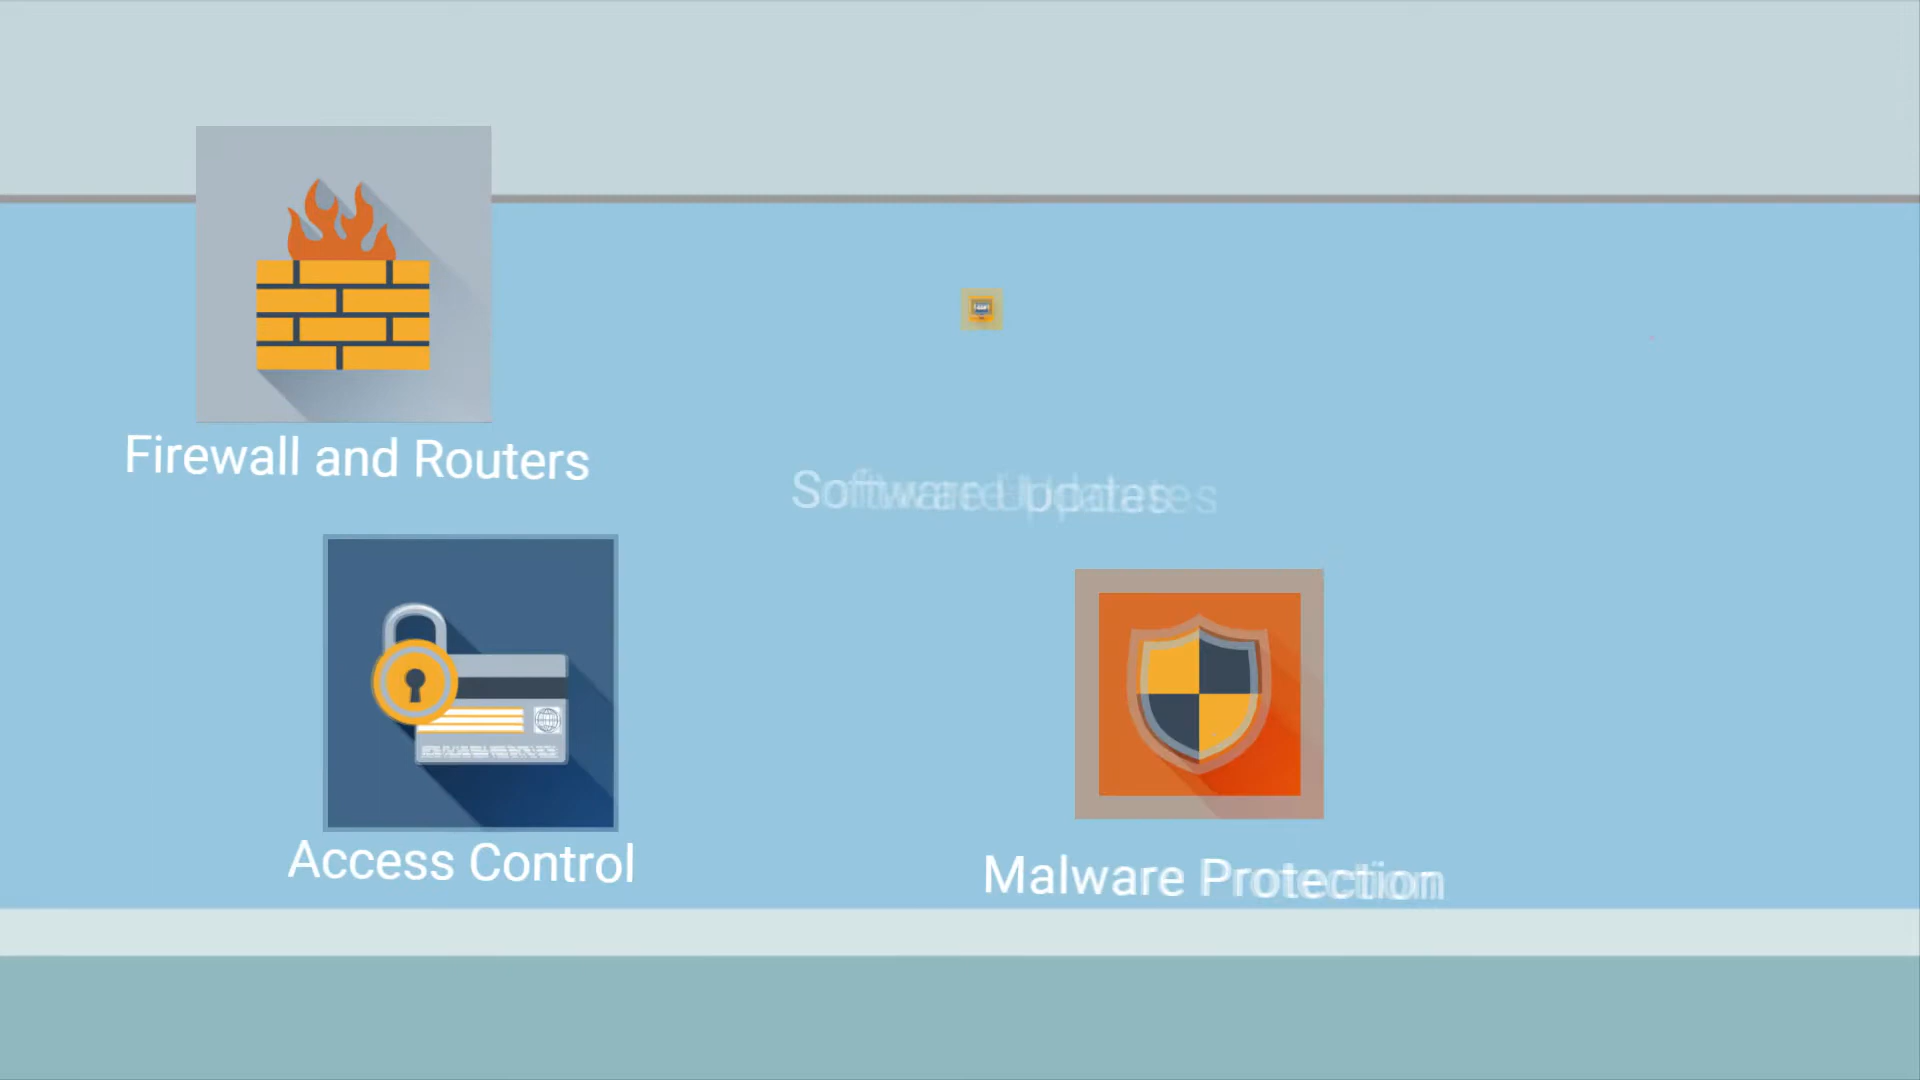 Firewall and Routers
Software Updates
Access Control
Malware Protection